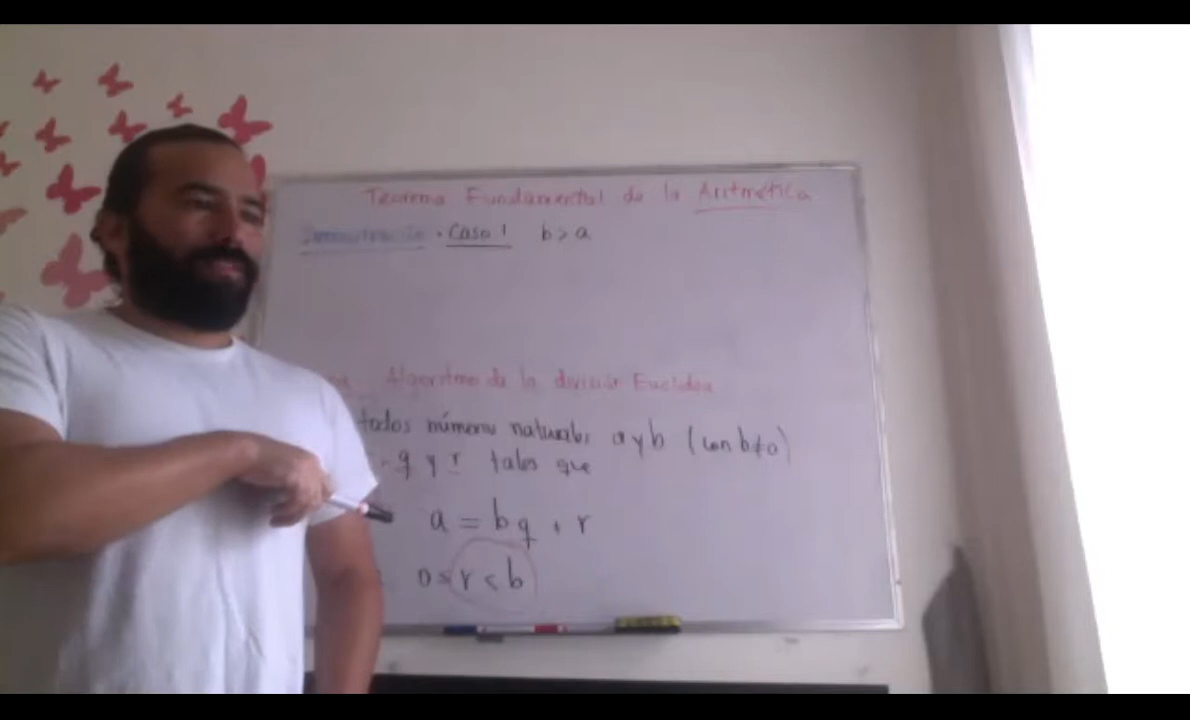 Teorema Fundamental de la Aritmética
Demostración · Caso 1 b > a
Algoritmo de la división Euclidea
todos números naturales a y b (con b≠0)
q y r tales que
a = bq + r
0 ≤ r < b